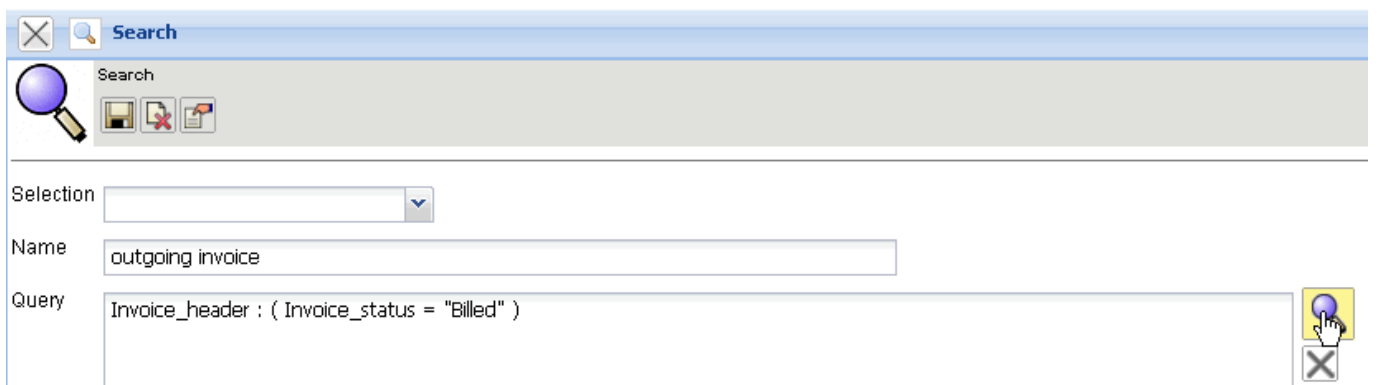 Search
Search
Selection
Name
outgoing invoice
Query
Invoice_header : ( Invoice_status = "Billed" )